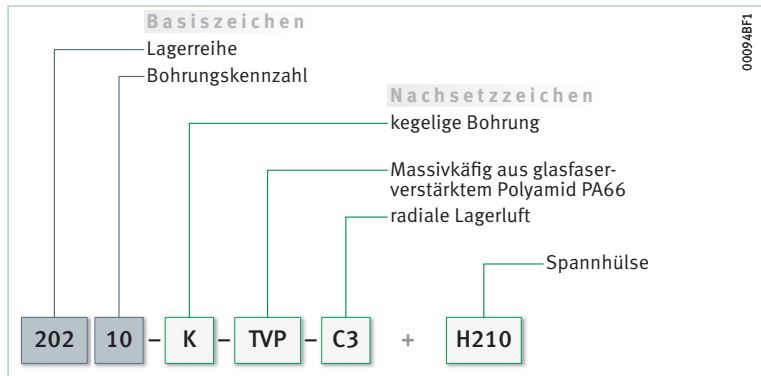 Basiszeichen
Lagerreihe
Bohrungskennzahl
Nachsetzzeichen
kegelige Bohrung
Massivkäfig aus glasfaser-
verstärktem Polyamid PA66
radiale Lagerluft
Spannhülse
202 10 – K – TVP – C3 + H210
00094BF1